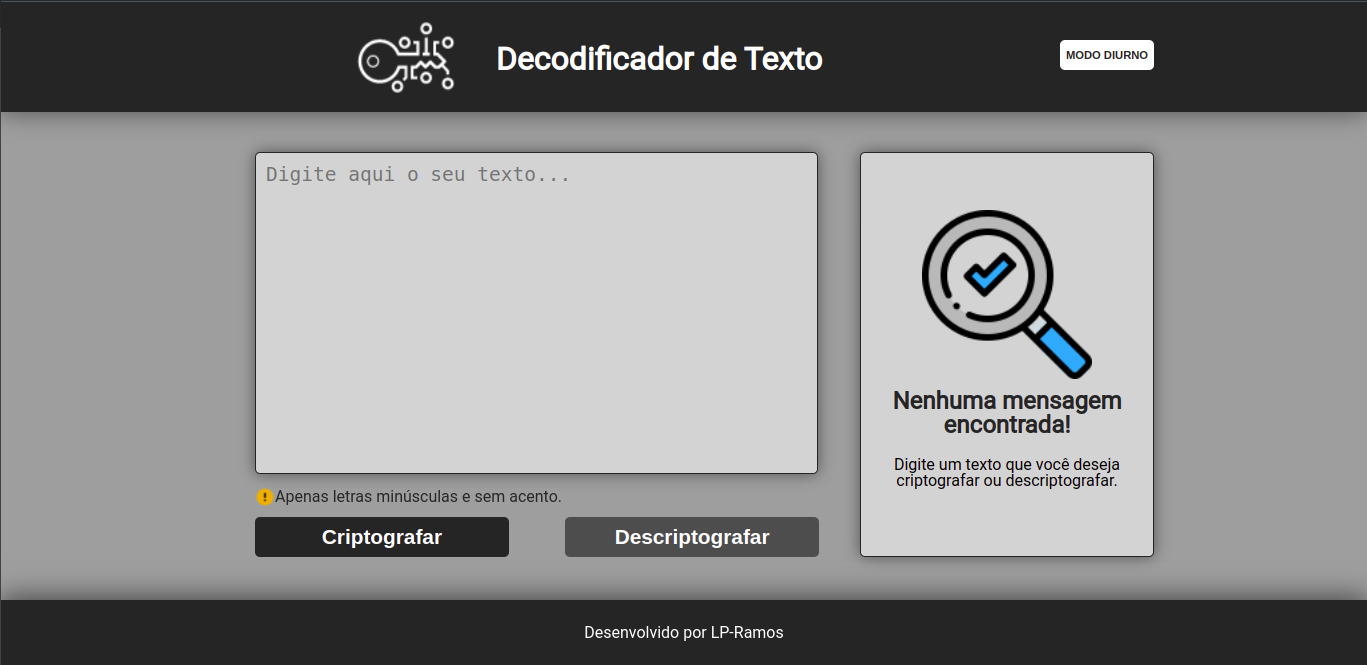 Decodificador de Texto
MODO DIURNO
Digite aqui o seu texto...
Nenhuma mensagem
encontrada!
Digite um texto que você deseja
criptografar ou descriptografar.
Apenas letras minúsculas e sem acento.
Criptografar
Descriptografar
Desenvolvido por LP-Ramos